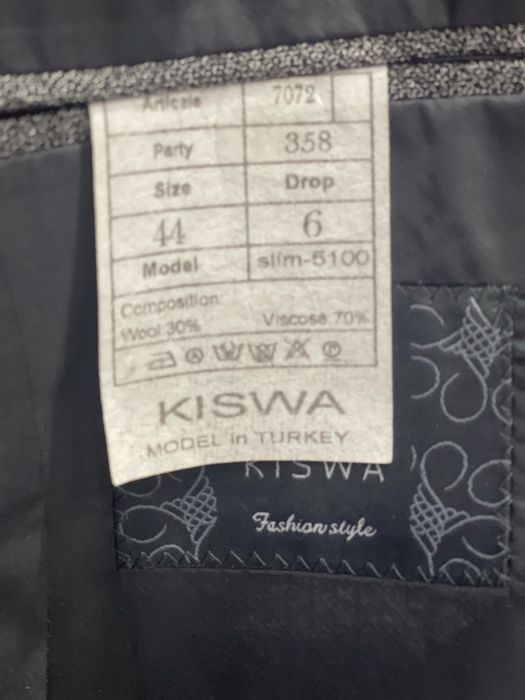 Articale 7072
Party 358
Size Drop
44 6
Model slim-5100
Composition:
Wool 30% Viscose 70%
KISWA
MODEL in TURKEY
KISWA
Fashion style